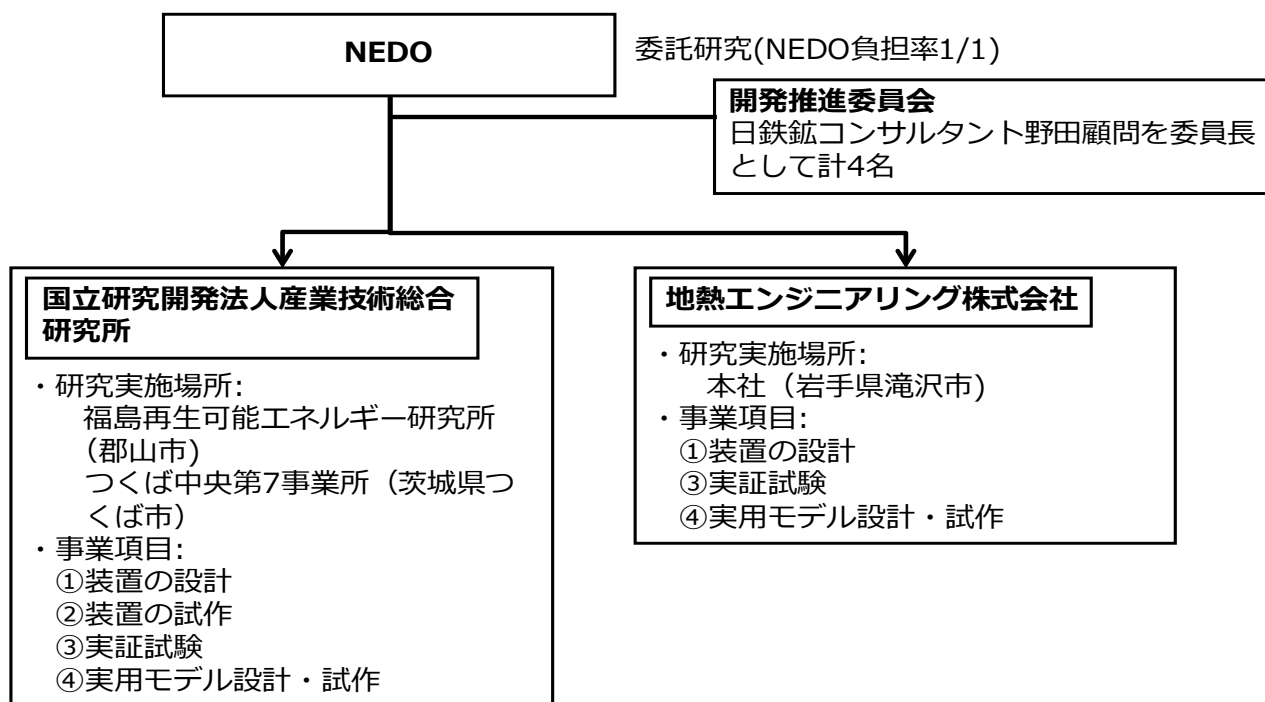 NEDO
委託研究(NEDO負担率1/1)
開発推進委員会
日鉄鉱コンサルタント野田顧問を委員長
として計4名
国立研究開発法人産業技術総合
研究所
・研究実施場所:
福島再生可能エネルギー研究所
(郡山市)
つくば中央第7事業所（茨城県つ
くば市）
・事業項目:
①装置の設計
②装置の試作
③実証試験
④実用モデル設計・試作
地熱エンジニアリング株式会社
・研究実施場所:
本社（岩手県滝沢市)
・事業項目:
①装置の設計
③実証試験
④実用モデル設計・試作